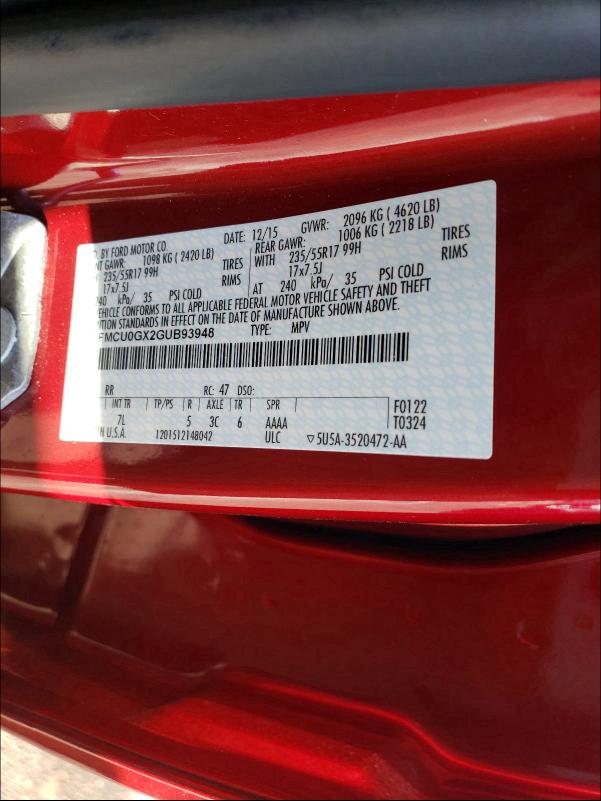 BY FORD MOTOR CO. DATE: 12/15 GVWR: 2096 KG ( 4620 LB)
GAWR: 1098 KG ( 2420 LB) REAR GAWR: 1006 KG ( 2218 LB)
235/55R17 99H TIRES WITH 235/55R17 99H TIRES
17x7.5J RIMS 17x7.5J RIMS
240 kPa/ 35 PSI COLD AT 240 kPa/ 35 PSI COLD
VEHICLE CONFORMS TO ALL APPLICABLE FEDERAL MOTOR VEHICLE SAFETY AND THEFT
PREVENTION STANDARDS IN EFFECT ON THE DATE OF MANUFACTURE SHOWN ABOVE.
FMCU0GX2GUB93948 TYPE: MPV
RR RC: 47 DSO:
INT TR TP/PS R AXLE TR SPR F0122
7L 5 3C 6 AAAA T0324
IN U.S.A. 1201512148042 ULC ▽5U5A-3520472-AA